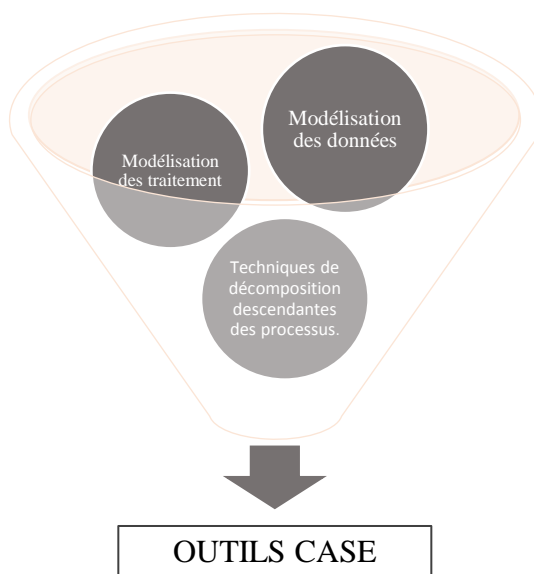 Modélisation
des données
Modélisation
des traitement
Techniques de
décomposition
descendantes
des processus.
OUTILS CASE